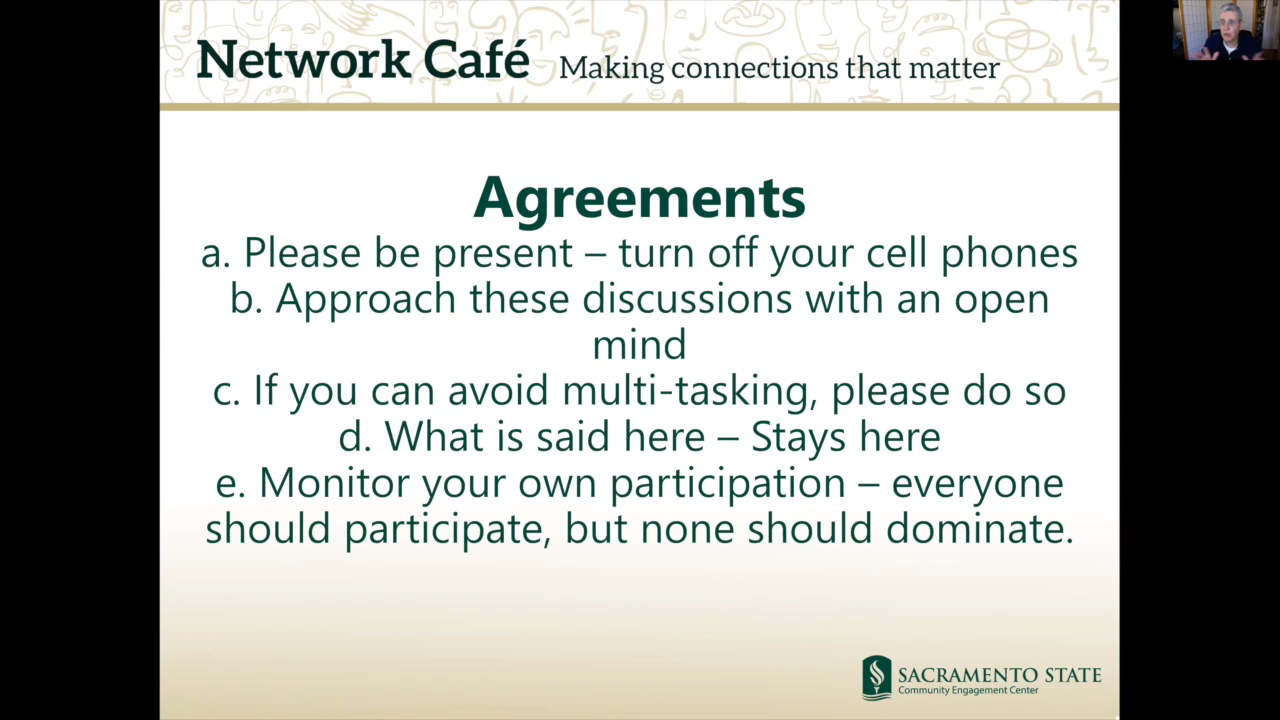 Network Café Making connections that matter
Agreements
a. Please be present – turn off your cell phones
b. Approach these discussions with an open
mind
c. If you can avoid multi-tasking, please do so
d. What is said here – Stays here
e. Monitor your own participation – everyone
should participate, but none should dominate.
SACRAMENTO STATE
Community Engagement Center